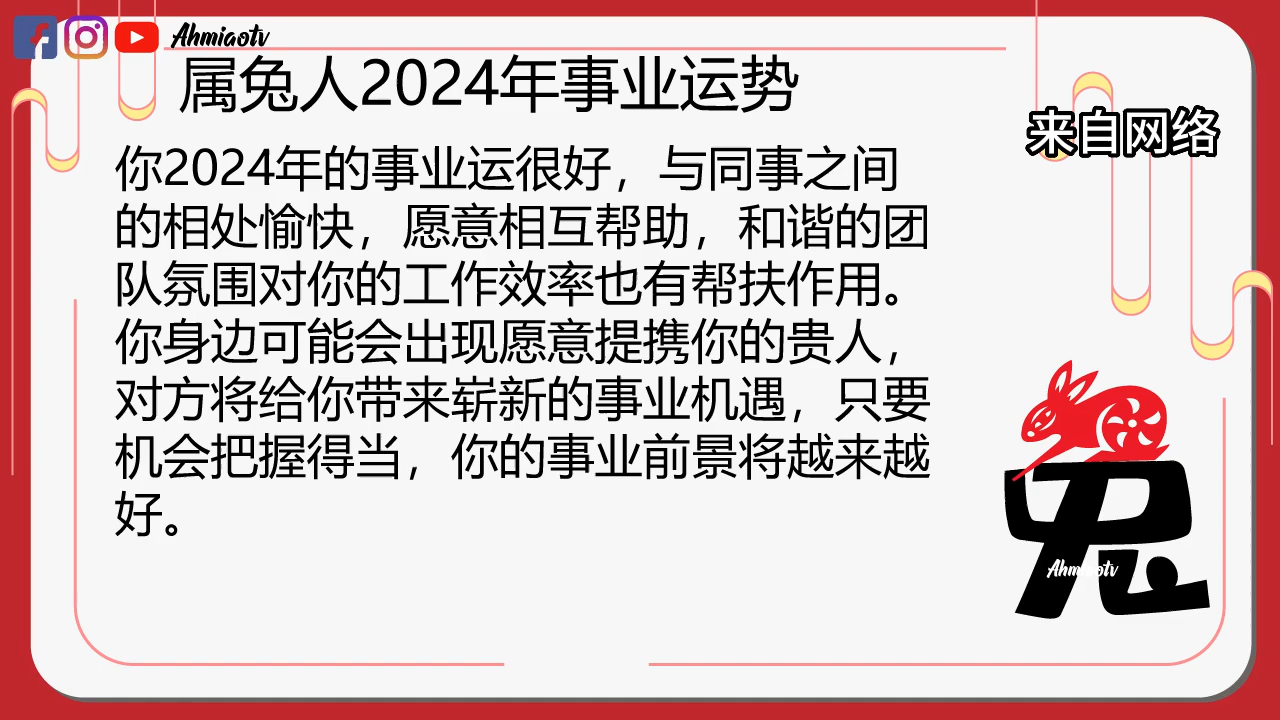 Ahmiaotv
属兔人2024年事业运势
来自网络
你2024年的事业运很好，与同事之间
的相处愉快，愿意相互帮助，和谐的团
队氛围对你的工作效率也有帮扶作用。
你身边可能会出现愿意提携你的贵人，
对方将给你带来崭新的事业机遇，只要
机会把握得当，你的事业前景将越来越
好。
兔
Ahmiaotv